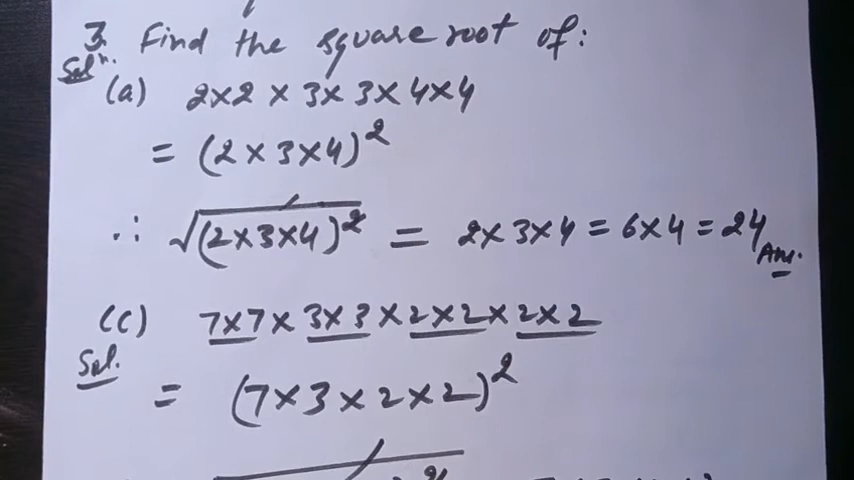 3. Find the square root of:
Solⁿ.
(a) 2×2 × 3×3×4×4
= (2×3×4)²
∴ √(2×3×4)² = 2×3×4 = 6×4 = 24 Ans.
(c) 7×7× 3×3 ×2×2× 2×2
Sol.
= (7×3×2×2)²